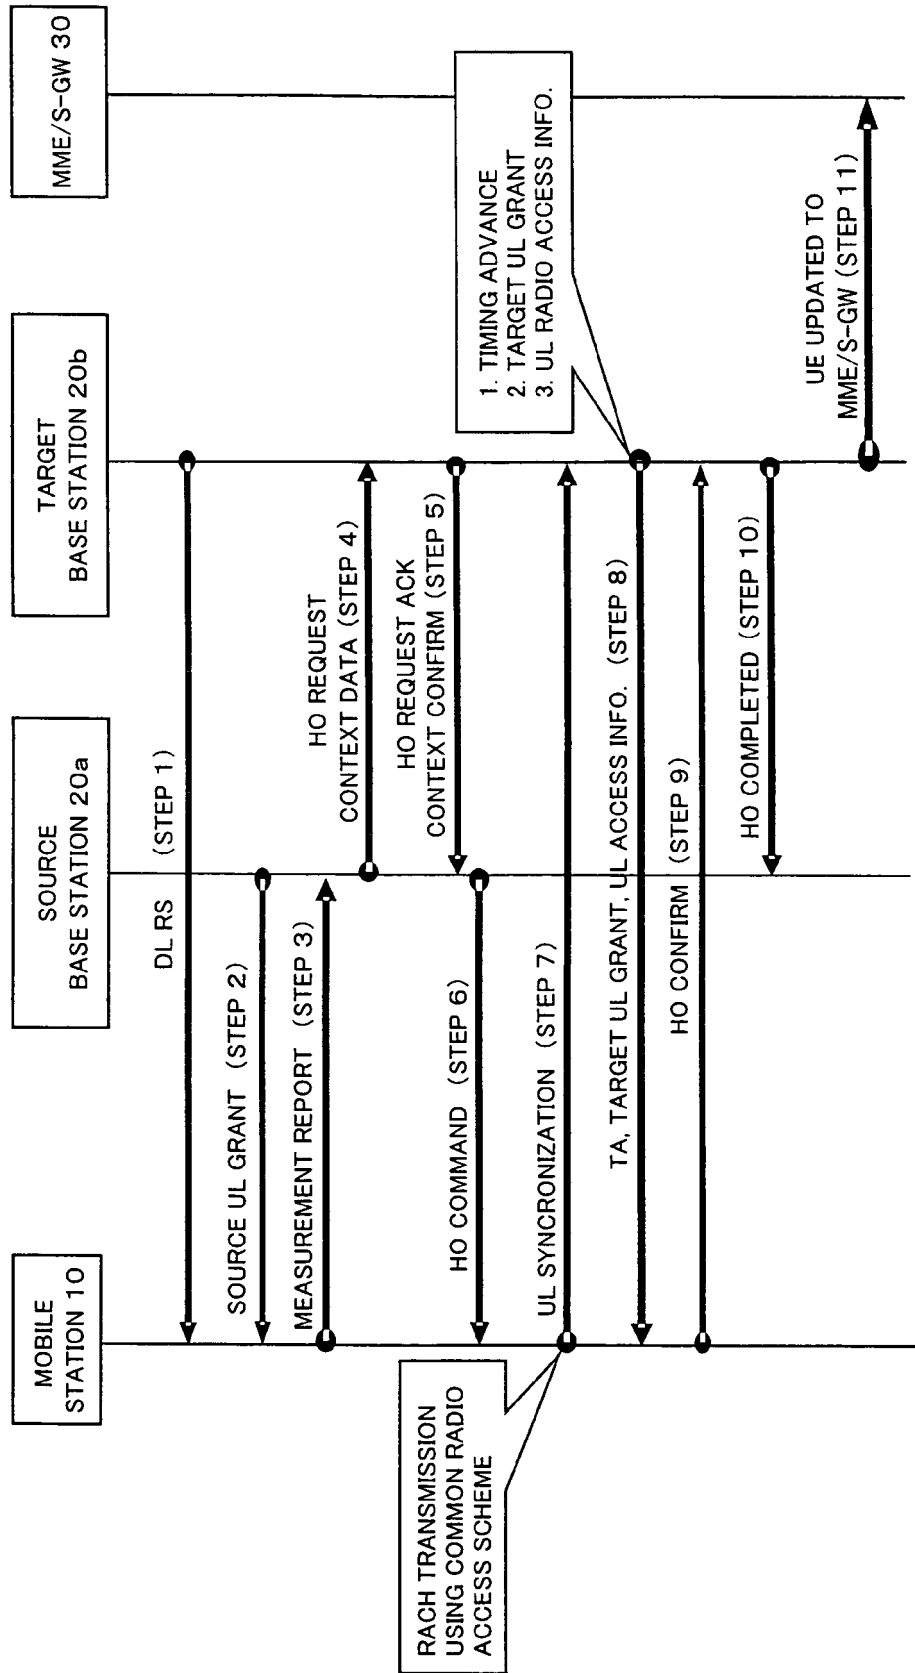 MOBILE
STATION 10
SOURCE
BASE STATION 20a
TARGET
BASE STATION 20b
MME/S-GW 30
DL RS (STEP 1)
SOURCE UL GRANT (STEP 2)
MEASUREMENT REPORT (STEP 3)
HO REQUEST
CONTEXT DATA (STEP 4)
HO REQUEST ACK
CONTEXT CONFIRM (STEP 5)
HO COMMAND (STEP 6)
RACH TRANSMISSION
USING COMMON RADIO
ACCESS SCHEME
UL SYNCRONIZATION (STEP 7)
1. TIMING ADVANCE
2. TARGET UL GRANT
3. UL RADIO ACCESS INFO.
TA, TARGET UL GRANT, UL ACCESS INFO. (STEP 8)
HO CONFIRM (STEP 9)
HO COMPLETED (STEP 10)
UE UPDATED TO
MME/S-GW (STEP 11)